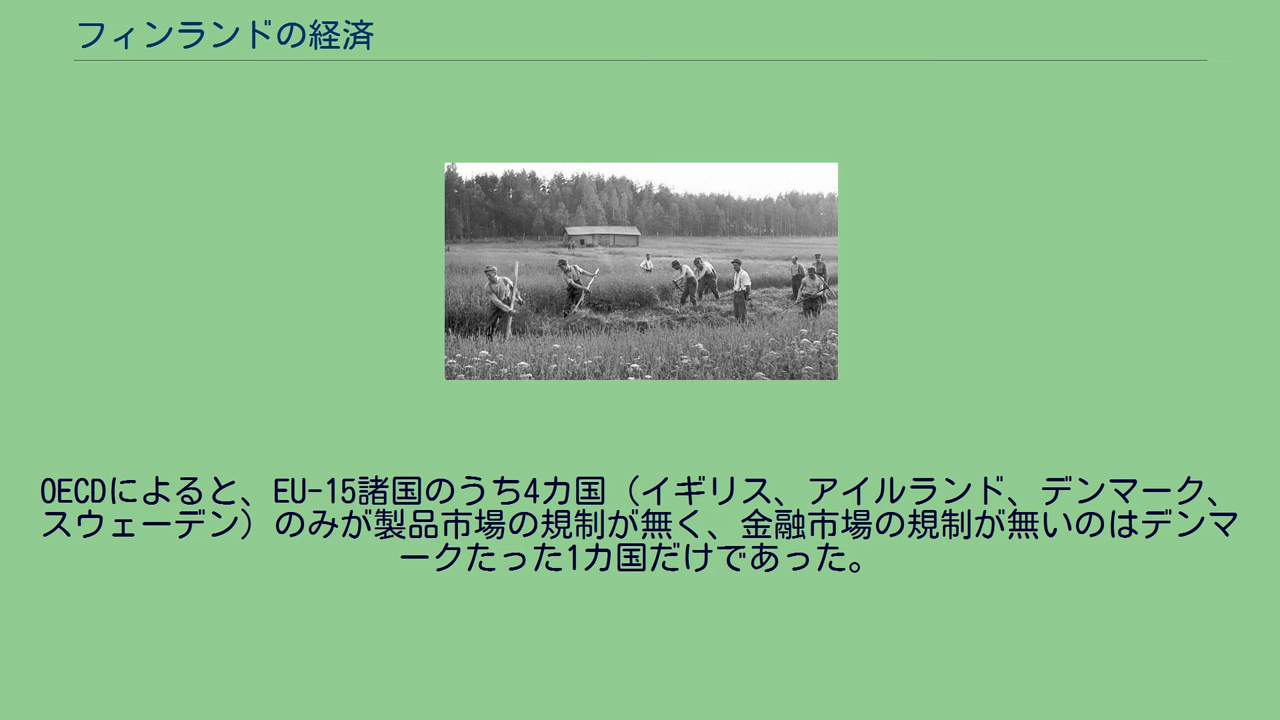 フィンランドの経済
OECDによると、EU-15諸国のうち4カ国（イギリス、アイルランド、デンマーク、
スウェーデン）のみが製品市場の規制が無く、金融市場の規制が無いのはデンマ
ークたった1カ国だけであった。